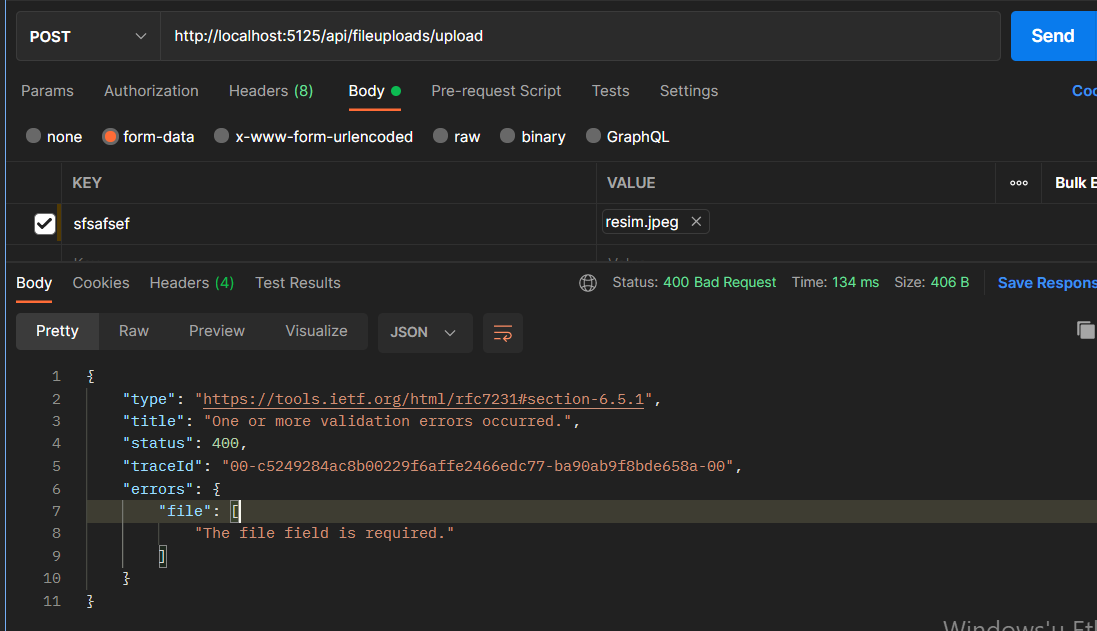 POST http://localhost:5125/api/fileuploads/upload Send
Params Authorization Headers (8) Body Pre-request Script Tests Settings
none form-data x-www-form-urlencoded raw binary GraphQL
KEY VALUE ooo Bulk
sfsafsef resim.jpeg ×
Body Cookies Headers (4) Test Results Status: 400 Bad Request Time: 134 ms Size: 406 B Save Respons
Pretty Raw Preview Visualize JSON
1 {
2 "type": "https://tools.ietf.org/html/rfc7231#section-6.5.1",
3 "title": "One or more validation errors occurred.",
4 "status": 400,
5 "traceId": "00-c5249284ac8b00229f6affe2466edc77-ba90ab9f8bde658a-00",
6 "errors": {
7 "file": [
8 "The file field is required."
9 ]
10 }
11 }